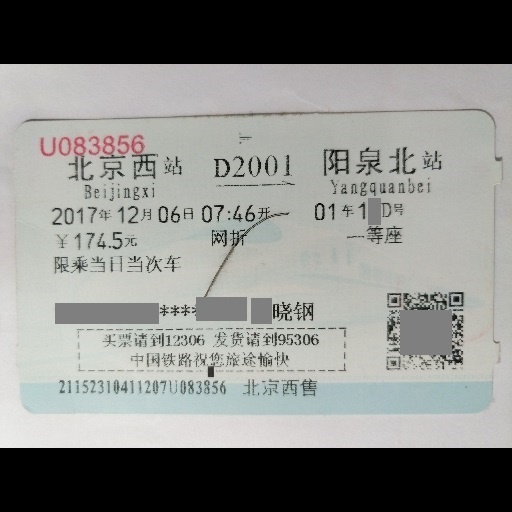 U083856
北京西站 D2001 阳泉北站
Beijingxi Yangquanbei
2017年12月06日07:46开 01车1D号
￥174.5元 网折 一等座
限乘当日当次车
****晓钢
买票请到12306 发货请到95306
中国铁路祝您旅途愉快
21152310411207U083856 北京西售